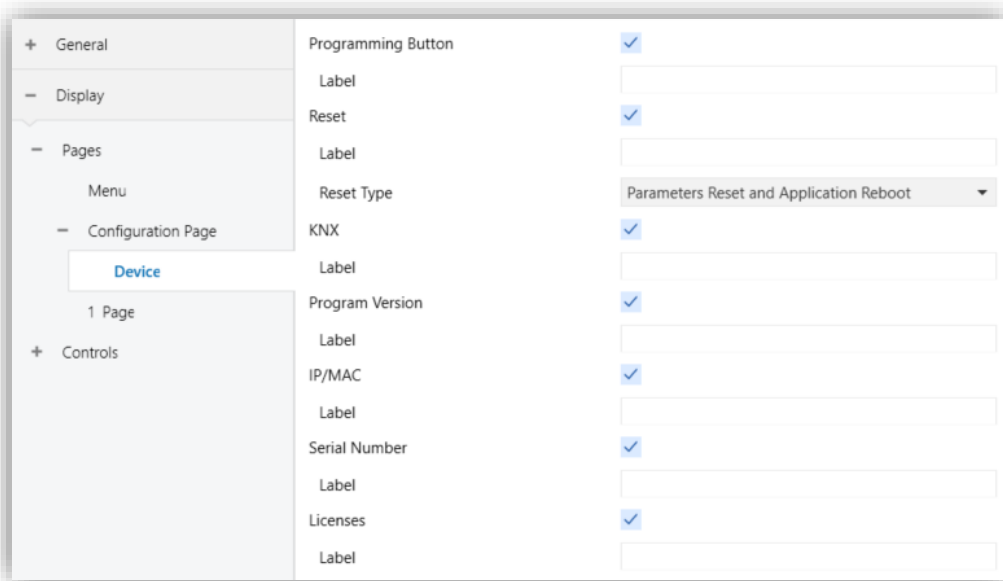 General
Display
Pages
Menu
Configuration Page
Device
1 Page
Controls
Programming Button
Label
Reset
Label
Reset Type Parameters Reset and Application Reboot
KNX
Label
Program Version
Label
IP/MAC
Label
Serial Number
Label
Licenses
Label